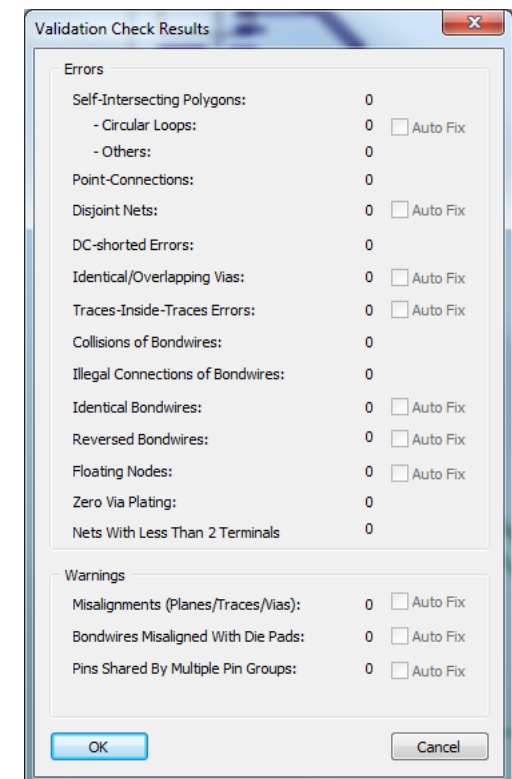 Validation Check Results
Errors
Self-Intersecting Polygons: 0
- Circular Loops: 0 Auto Fix
- Others: 0
Point-Connections: 0
Disjoint Nets: 0 Auto Fix
DC-shorted Errors: 0
Identical/Overlapping Vias: 0 Auto Fix
Traces-Inside-Traces Errors: 0 Auto Fix
Collisions of Bondwires: 0
Illegal Connections of Bondwires: 0
Identical Bondwires: 0 Auto Fix
Reversed Bondwires: 0 Auto Fix
Floating Nodes: 0 Auto Fix
Zero Via Plating: 0
Nets With Less Than 2 Terminals 0
Warnings
Misalignments (Planes/Traces/Vias): 0 Auto Fix
Bondwires Misaligned With Die Pads: 0 Auto Fix
Pins Shared By Multiple Pin Groups: 0 Auto Fix
OK Cancel